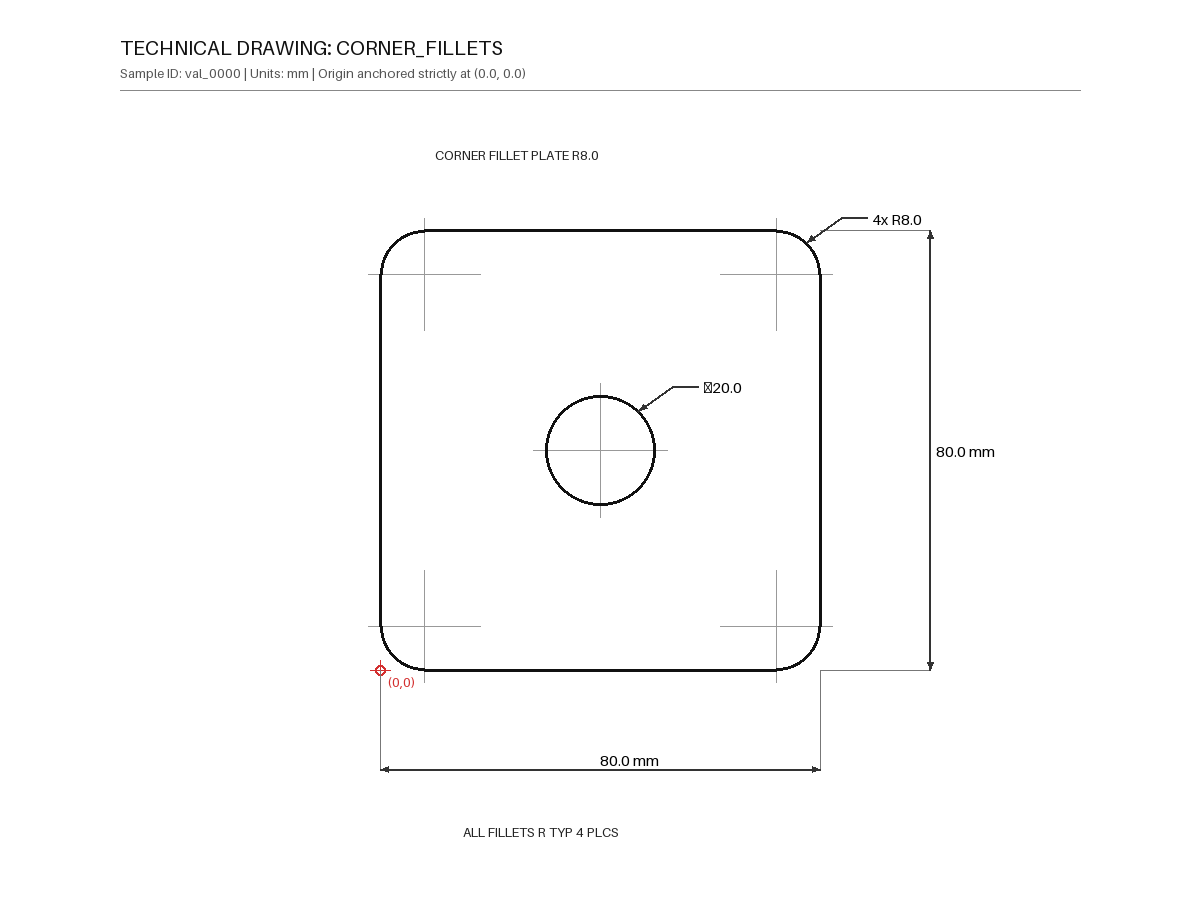 TECHNICAL DRAWING: CORNER_FILLETS
Sample ID: val_0000 | Units: mm | Origin anchored strictly at (0.0, 0.0)
CORNER FILLET PLATE R8.0
4x R8.0
20.0
80.0 mm
(0,0)
80.0 mm
ALL FILLETS R TYP 4 PLCS